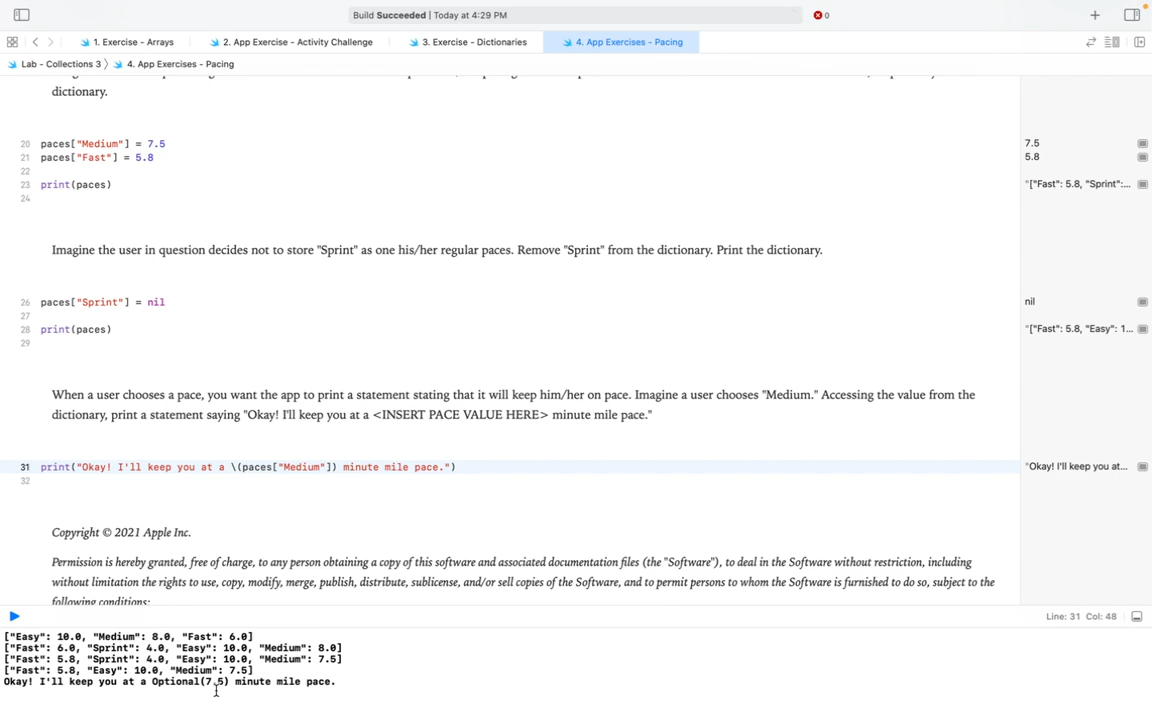 Build Succeeded | Today at 4:29 PM
0
1. Exercise - Arrays
2. App Exercise - Activity Challenge
3. Exercise - Dictionaries
4. App Exercises - Pacing
Lab - Collections 3 〉 4. App Exercises - Pacing
dictionary.
20 paces["Medium"] = 7.5
7.5
21 paces["Fast"] = 5.8
5.8
22
23 print(paces)
"["Fast": 5.8, "Sprint":...
24
Imagine the user in question decides not to store "Sprint" as one his/her regular paces. Remove "Sprint" from the dictionary. Print the dictionary.
26 paces["Sprint"] = nil
nil
27
28 print(paces)
"["Fast": 5.8, "Easy": 1...
29
When a user chooses a pace, you want the app to print a statement stating that it will keep him/her on pace. Imagine a user chooses "Medium." Accessing the value from the
dictionary, print a statement saying "Okay! I'll keep you at a <INSERT PACE VALUE HERE> minute mile pace."
31 print("Okay! I'll keep you at a \(paces["Medium"]) minute mile pace.")
"Okay! I'll keep you at...
32
Copyright © 2021 Apple Inc.
Permission is hereby granted, free of charge, to any person obtaining a copy of this software and associated documentation files (the "Software"), to deal in the Software without restriction, including
without limitation the rights to use, copy, modify, merge, publish, distribute, sublicense, and/or sell copies of the Software, and to permit persons to whom the Software is furnished to do so, subject to the
following conditions:
Line: 31 Col: 48
["Easy": 10.0, "Medium": 8.0, "Fast": 6.0]
["Fast": 6.0, "Sprint": 4.0, "Easy": 10.0, "Medium": 8.0]
["Fast": 5.8, "Sprint": 4.0, "Easy": 10.0, "Medium": 7.5]
["Fast": 5.8, "Easy": 10.0, "Medium": 7.5]
Okay! I'll keep you at a Optional(7.5) minute mile pace.